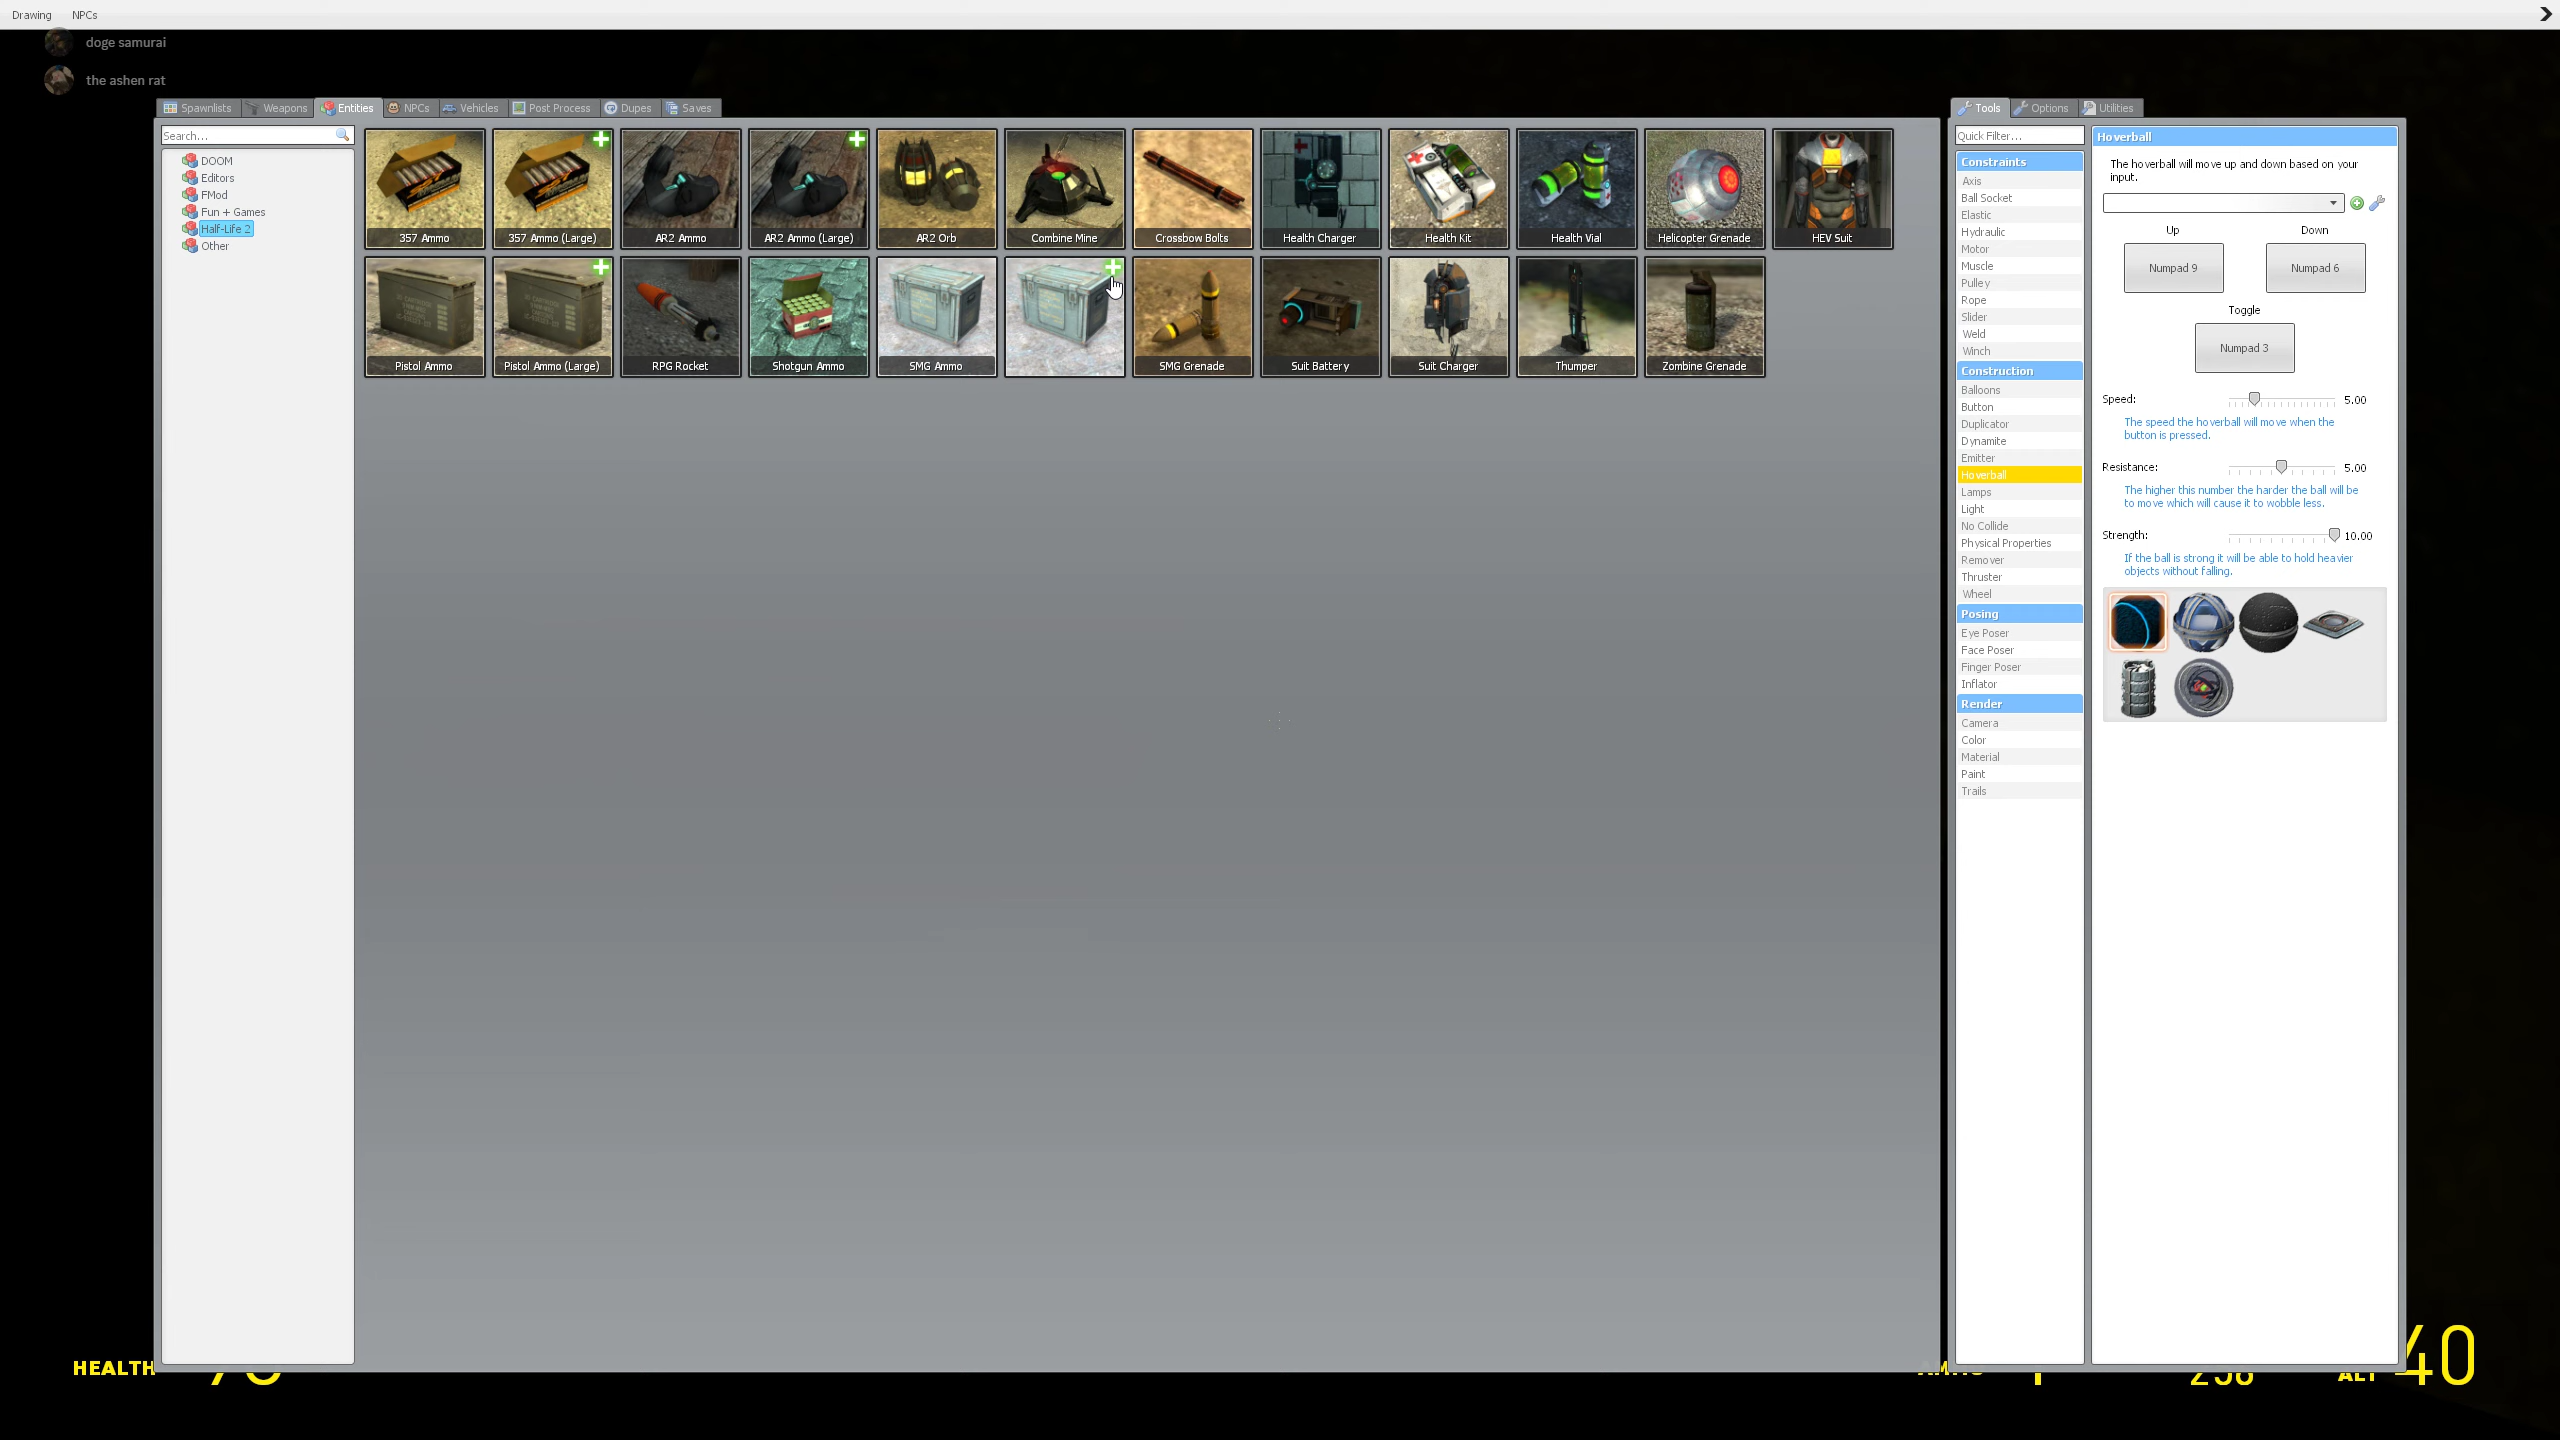 Drawing NPCs
doge samurai
the ashen rat
Spawnlists Weapons Entities NPCs Vehicles Post Process Dupes Saves
Search...
DOOM
Editors
FMod
Fun + Games
Half-Life 2
Other
357 Ammo 357 Ammo (Large) AR2 Ammo AR2 Ammo (Large) AR2 Orb Combine Mine Crossbow Bolts Health Charger Health Kit Health Vial Helicopter Grenade HEV Suit
Pistol Ammo Pistol Ammo (Large) RPG Rocket Shotgun Ammo SMG Ammo SMG Grenade Suit Battery Suit Charger Thumper Zombine Grenade
Tools Options Utilities
Quick Filter...
Constraints
Axis
Ball Socket
Elastic
Hydraulic
Motor
Muscle
Pulley
Rope
Slider
Weld
Winch
Construction
Balloons
Button
Duplicator
Dynamite
Emitter
Hoverball
Lamps
Light
No Collide
Physical Properties
Remover
Thruster
Wheel
Posing
Eye Poser
Face Poser
Finger Poser
Inflator
Render
Camera
Color
Material
Paint
Trails
Hoverball
The hoverball will move up and down based on your
input.
Up Down
Numpad 9 Numpad 6
Toggle
Numpad 3
Speed: 5.00
The speed the hoverball will move when the
button is pressed.
Resistance: 5.00
The higher this number the harder the ball will be
to move which will cause it to wobble less.
Strength: 10.00
If the ball is strong it will be able to hold heavier
objects without falling.
HEALTH ALT 40